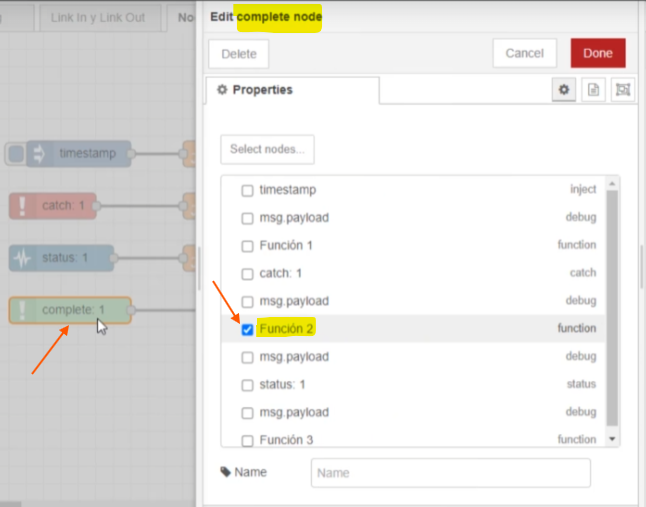 Link In y Link Out
No
Edit complete node
Delete
Cancel
Done
Properties
Select nodes...
timestamp inject
msg.payload debug
Función 1 function
catch: 1 catch
msg.payload debug
Función 2 function
msg.payload debug
status: 1 status
msg.payload debug
Función 3 function
Name
Name
timestamp
catch: 1
status: 1
complete: 1